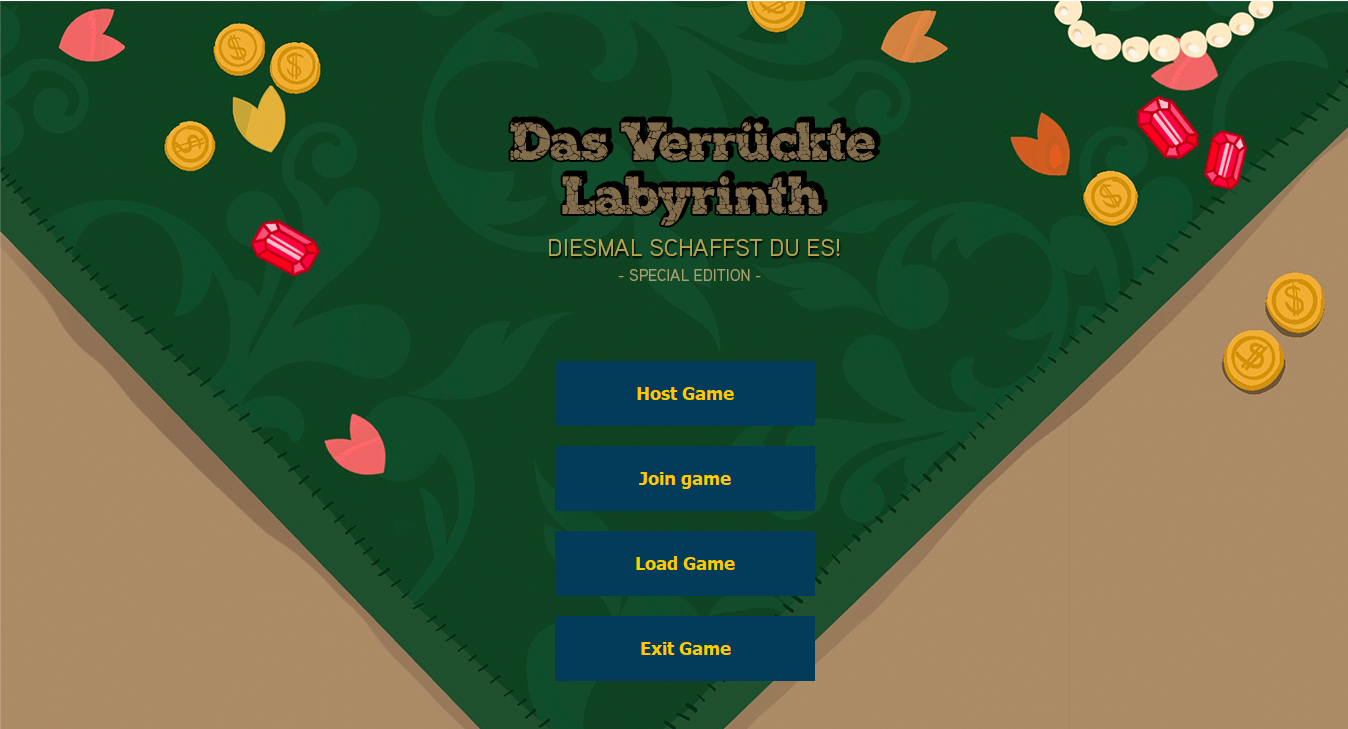 Das Verrückte
Labyrinth
DIESMAL SCHAFFST DU ES!
- SPECIAL EDITION -
Host Game
Join game
Load Game
Exit Game